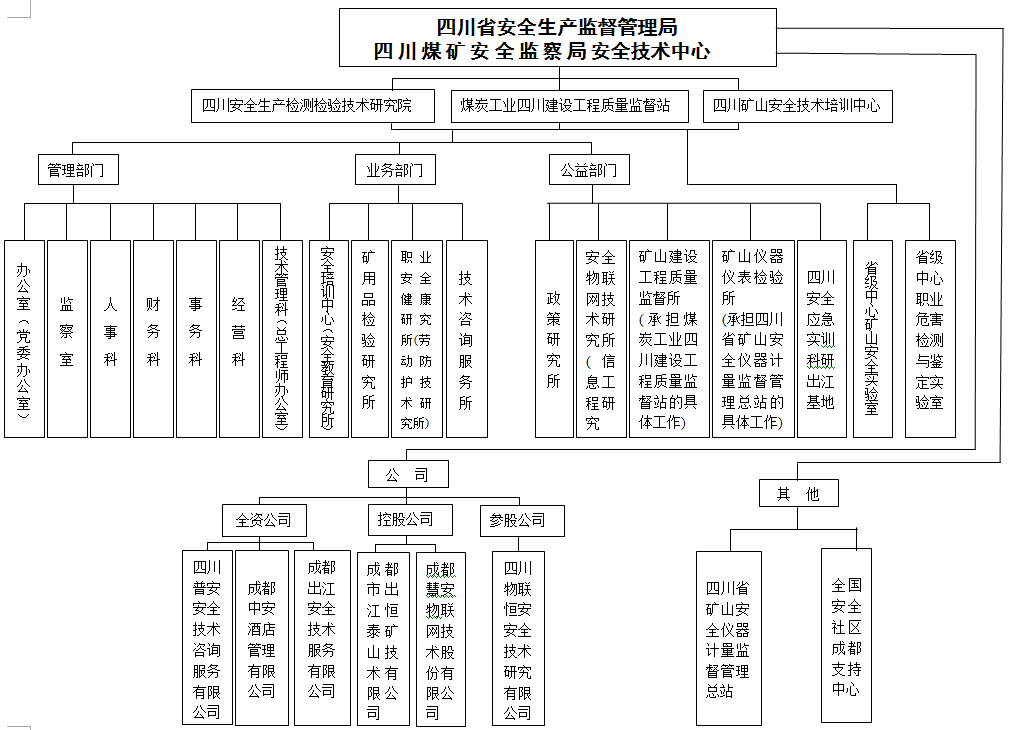 四川省安全生产监督管理局
四川煤矿安全监察局安全技术中心
四川安全生产检测检验技术研究院
煤炭工业四川建设工程质量监督站
四川矿山安全技术培训中心
管理部门
业务部门
公益部门
办公室（党委办公室）
监察室
人事科
财务科
事务科
经营科
技术管理科（总工程师办公室）
安全培训中心（安全教育研究所）
矿用品检验研究所
职业
安全
健康
研究
所(劳
动防
护技
术研
究所)
技术咨询服务所
政策研究所
安全
物联
网技
术研
究所
(信
息工
程研
究
矿山建设
工程质量
监督所
(承担煤
炭工业四
川建设工
程质量监
督站的具
体工作)
矿山仪器
仪表检验
所
(承担四川
省矿山安
全仪器计
量监督管
理总站的
具体工作)
四川
安全
应急
实训
科研
出江
基地
省级中心矿山安全实验室
省级
中心
职业
危害
检测
与鉴
定实
验室
公 司
其 他
全资公司
控股公司
参股公司
四川
普安
安全
技术
咨询
服务
有限
公司
成都
中安
酒店
管理
有限
公司
成都
出江
安全
技术
服务
有限
公司
成都
市出
江恒
泰矿
山技
术有
限公
司
成都
慧安
物联
网技
术股
份有
限公
司
四川
物联
恒安
安全
技术
研究
有限
公司
四川省
矿山安
全仪器
计量监
督管理
总站
全国
安全
社区
成都
支持
中心